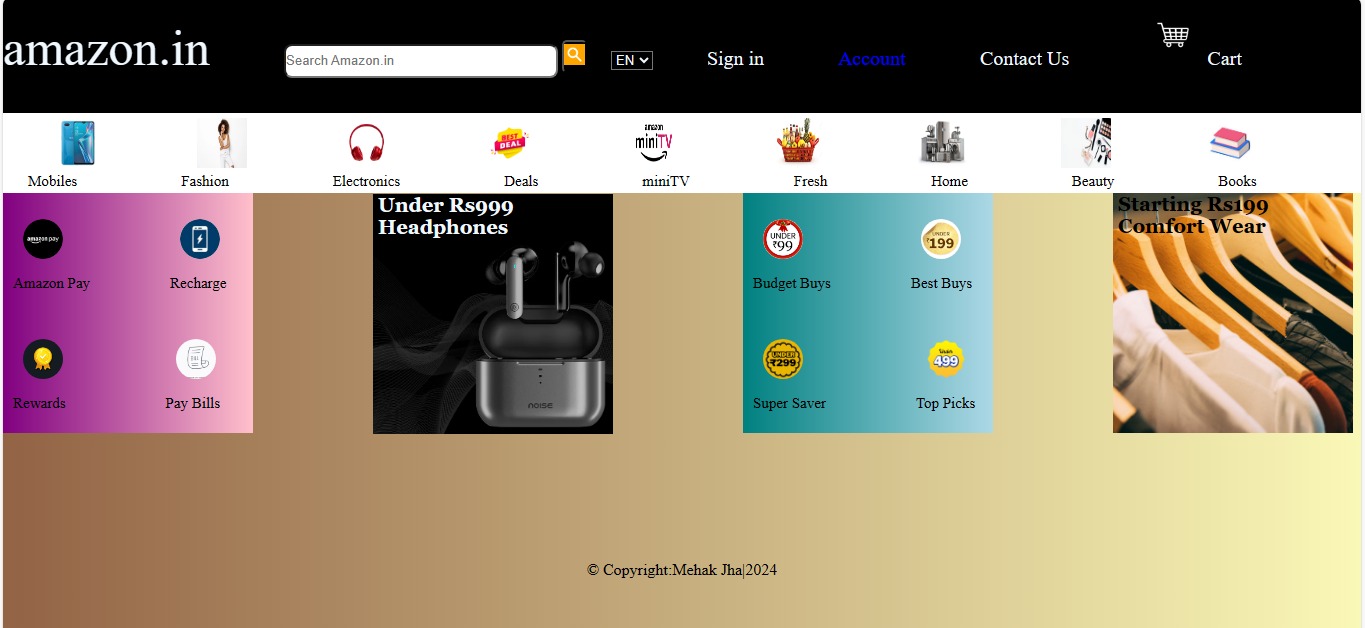 amazon.in
Search Amazon.in
EN
Sign in
Account
Contact Us
Cart
BEST
DEAL
amazon
miniTV
Mobiles
Fashion
Electronics
Deals
miniTV
Fresh
Home
Beauty
Books
amazon pay
Amazon Pay
Recharge
Rewards
BILL
Pay Bills
Under Rs999
Headphones
noise
UNDER
₹99
Budget Buys
UNDER
₹199
Best Buys
UNDER
₹299
Super Saver
Under
499
Top Picks
Starting Rs199
Comfort Wear
© Copyright:Mehak Jha|2024